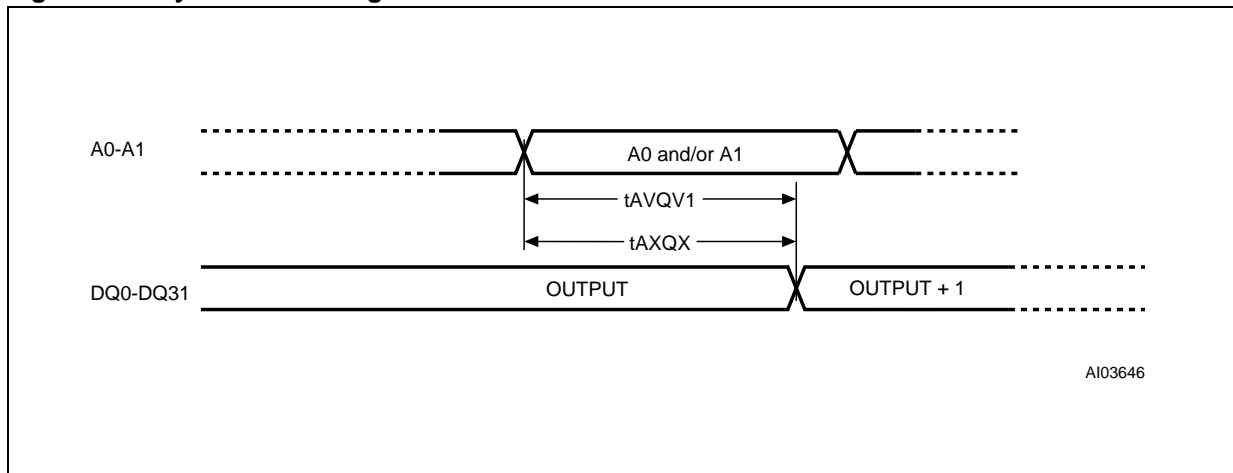 A0-A1
A0 and/or A1
tAVQV1
tAXQX
DQ0-DQ31
OUTPUT
OUTPUT + 1
AI03646